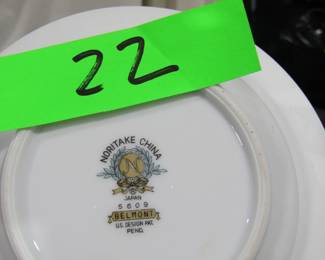 22
NORITAKE CHINA
N
JAPAN
5609
BELMONT
U.S. DESIGN PAT.
PEND.